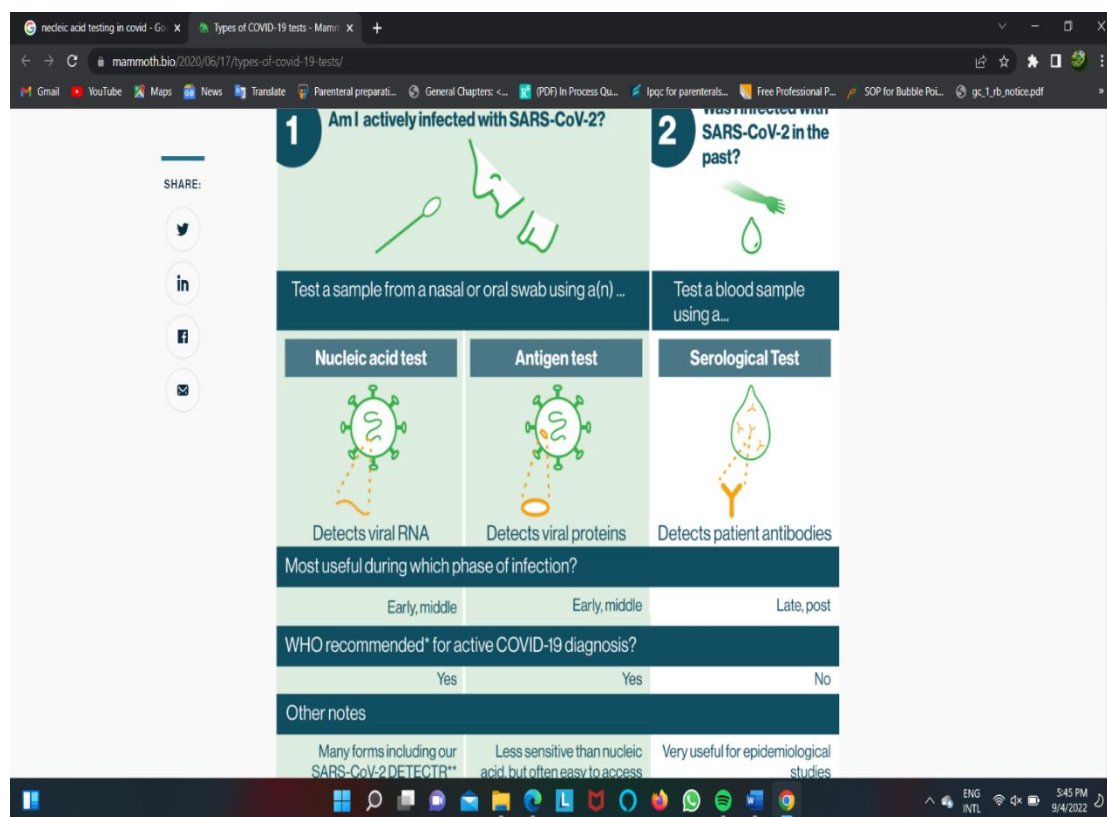 necleic acid testing in covid - Go
Types of COVID-19 tests - Mamm
mammoth.bio/2020/06/17/types-of-covid-19-tests/
Gmail YouTube Maps News Translate Parenteral preparati... General Chapters: <... (PDF) In Process Qu... Ipqc for parenterals... Free Professional P... SOP for Bubble Poi... gc_1_rb_notice.pdf »
SHARE:
1
Am I actively infected with SARS-CoV-2?
2
SARS-CoV-2 in the
past?
Test a sample from a nasal or oral swab using a(n) ...
Test a blood sample
using a...
Nucleic acid test
Antigen test
Serological Test
Detects viral RNA
Detects viral proteins
Detects patient antibodies
Most useful during which phase of infection?
Early, middle
Early, middle
Late, post
WHO recommended* for active COVID-19 diagnosis?
Yes
Yes
No
Other notes
Many forms including our
SARS-CoV-2 DETECTR**
Less sensitive than nucleic
acid, but often easy to access
Very useful for epidemiological
studies
ENG
INTL
5:45 PM
9/4/2022